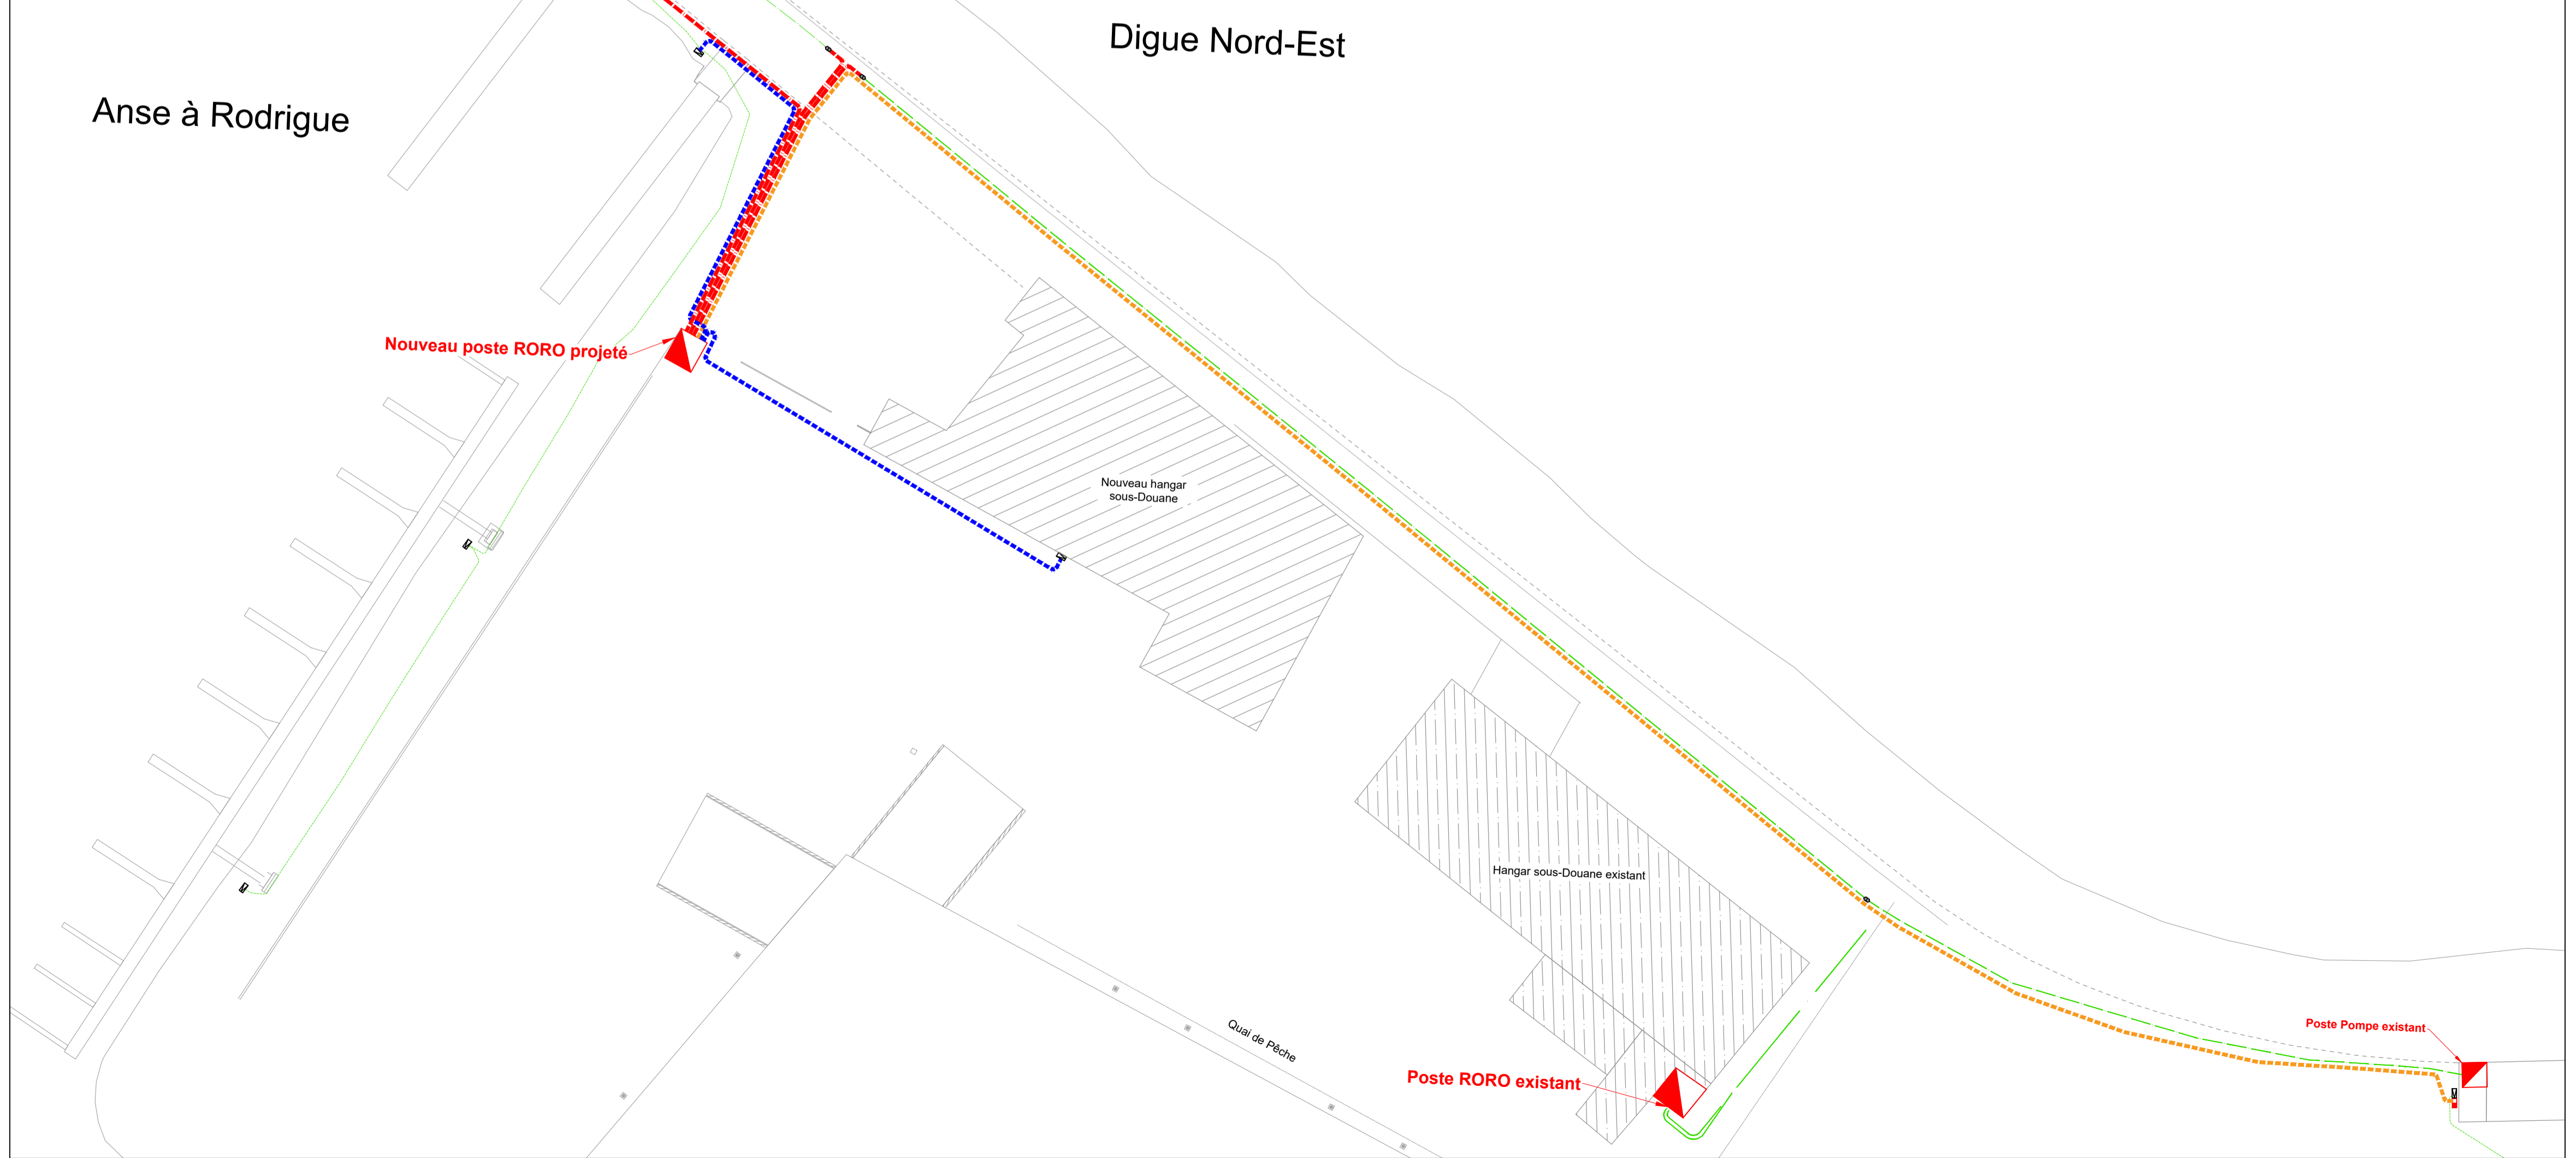 Digue Nord-Est
Anse à Rodrigue
Nouveau poste RORO projeté
Nouveau hangar
sous-Douane
Hangar sous-Douane existant
Quai de Pêche
Poste Pompe existant
Poste RORO existant